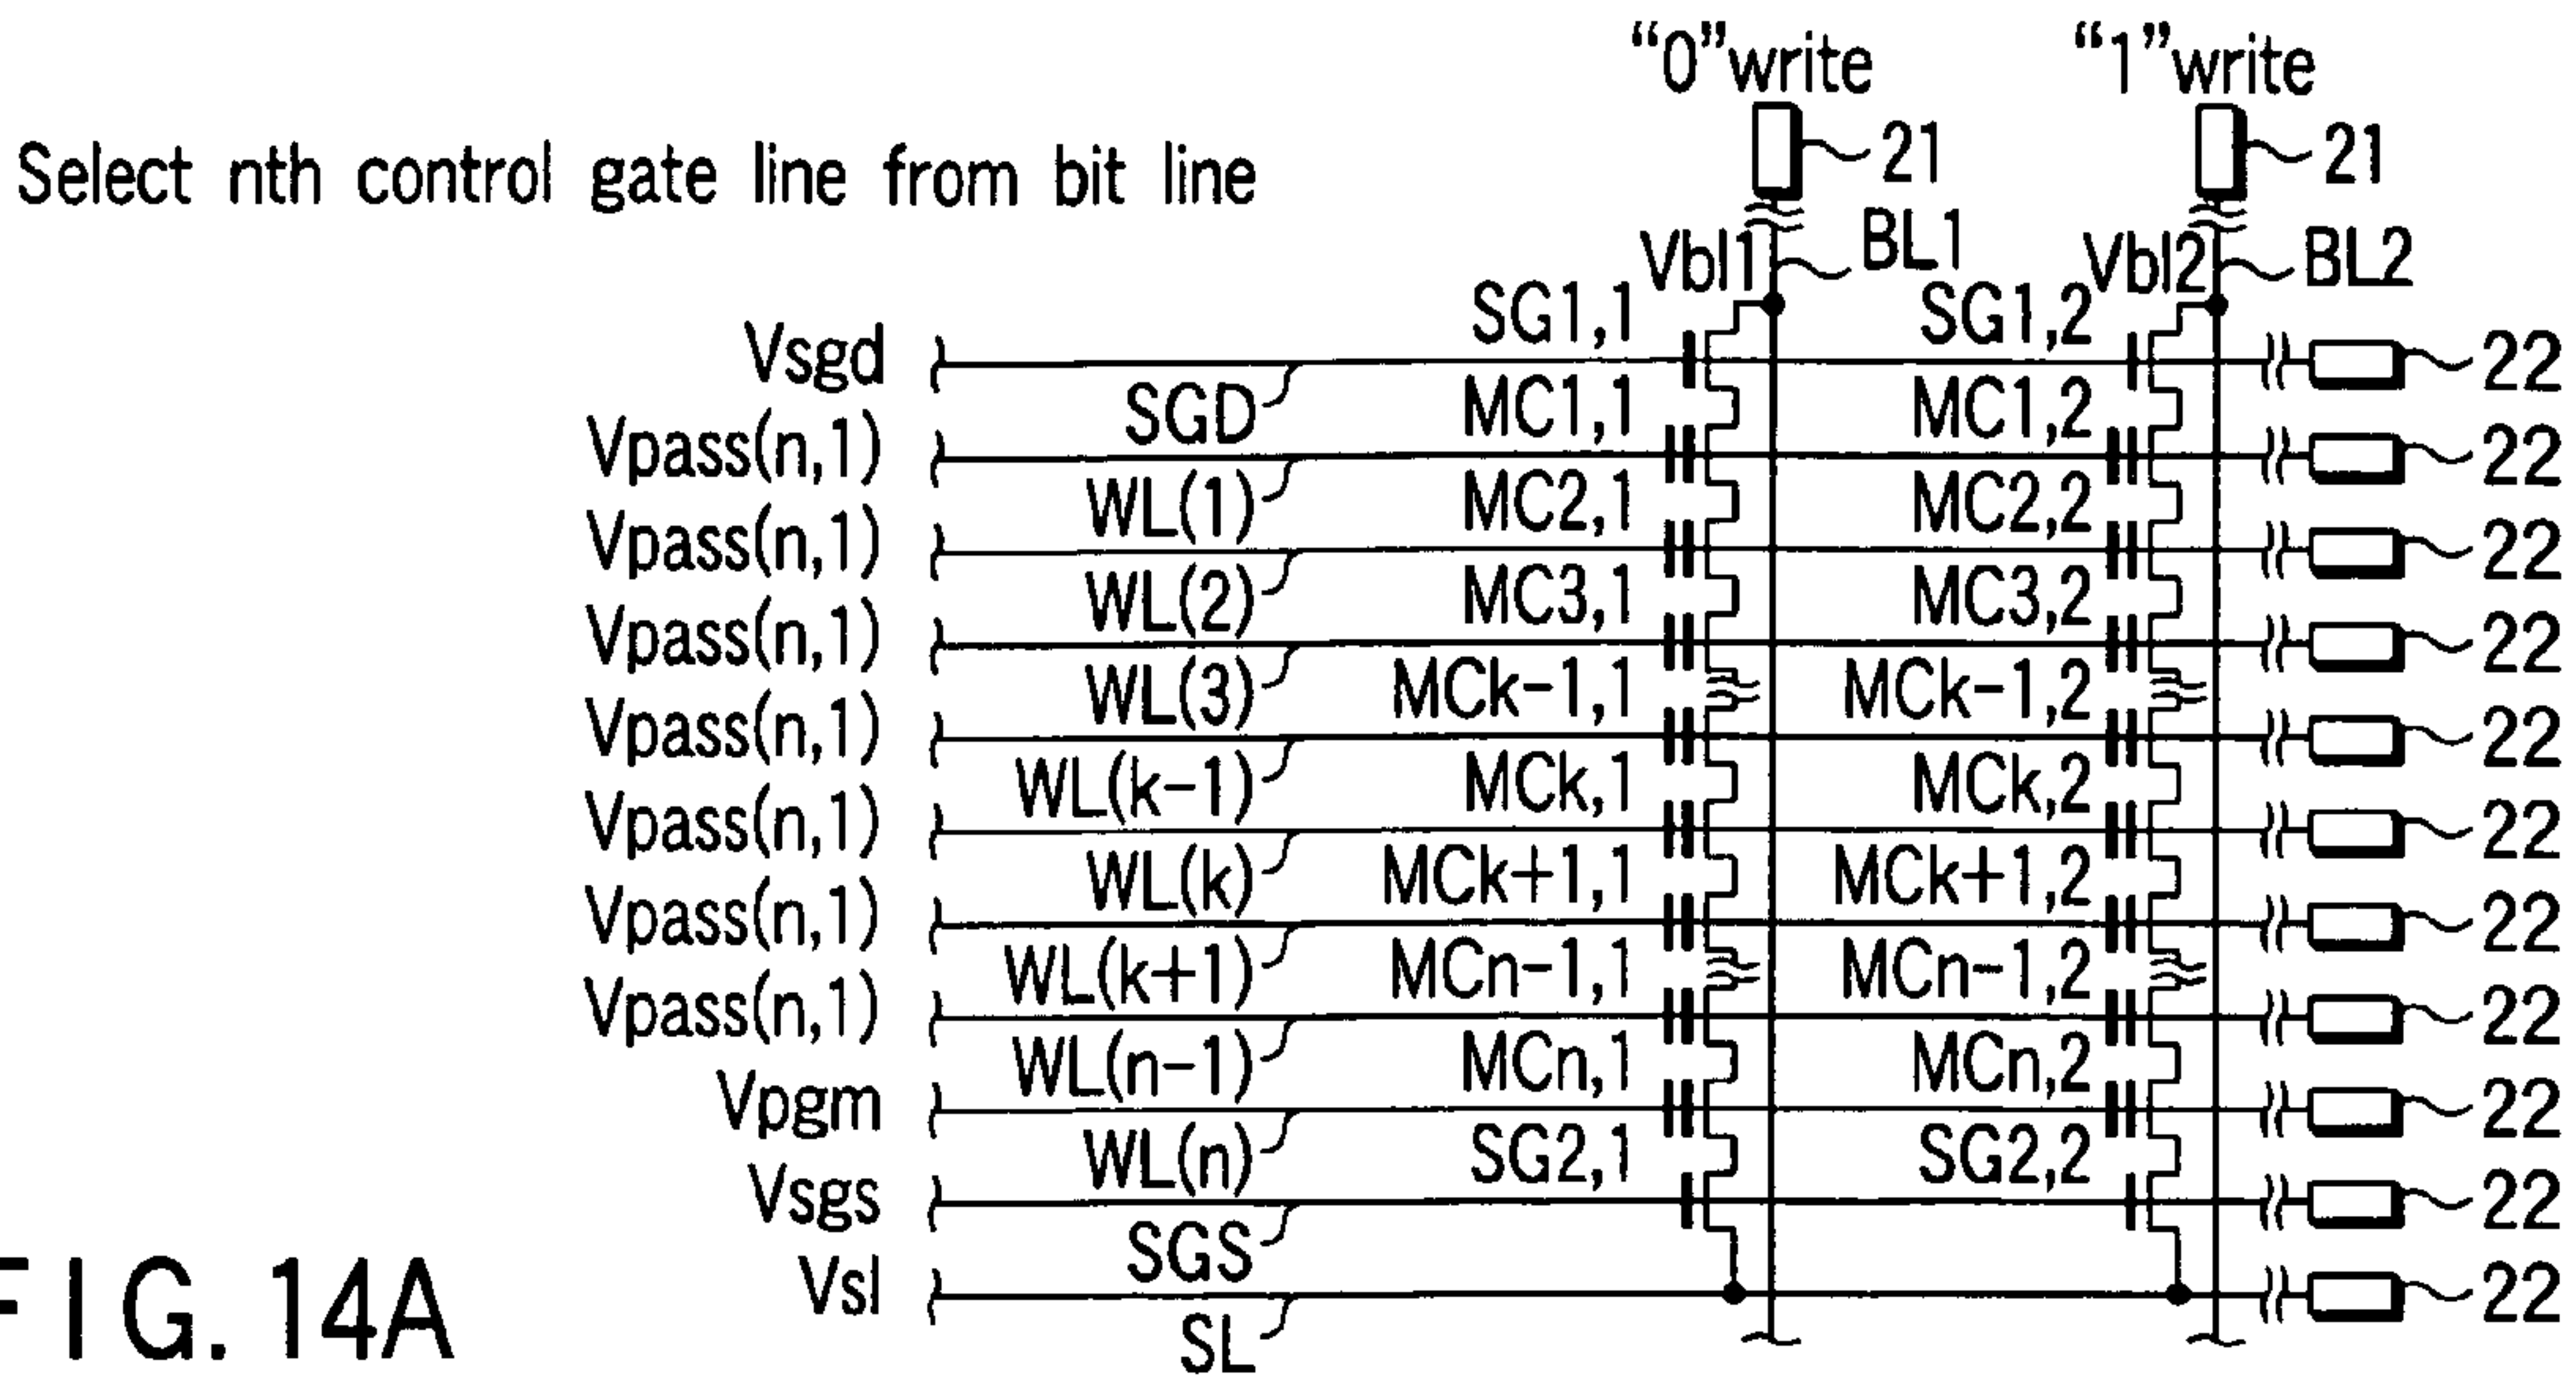 “0”write “1”write
21 21
Select nth control gate line from bit line
Vbl1 BL1 Vbl2 BL2
SG1,1 SG1,2
Vsgd 22
SGD MC1,1 MC1,2
Vpass(n,1) 22
WL(1) MC2,1 MC2,2
Vpass(n,1) 22
WL(2) MC3,1 MC3,2
Vpass(n,1) 22
WL(3) MCk-1,1 MCk-1,2
Vpass(n,1) 22
WL(k-1) MCk,1 MCk,2
Vpass(n,1) 22
WL(k) MCk+1,1 MCk+1,2
Vpass(n,1) 22
WL(k+1) MCn-1,1 MCn-1,2
Vpass(n,1) 22
WL(n-1) MCn,1 MCn,2
Vpgm 22
WL(n) SG2,1 SG2,2
Vsgs 22
SGS
Vsl 22
SL
FIG. 14A